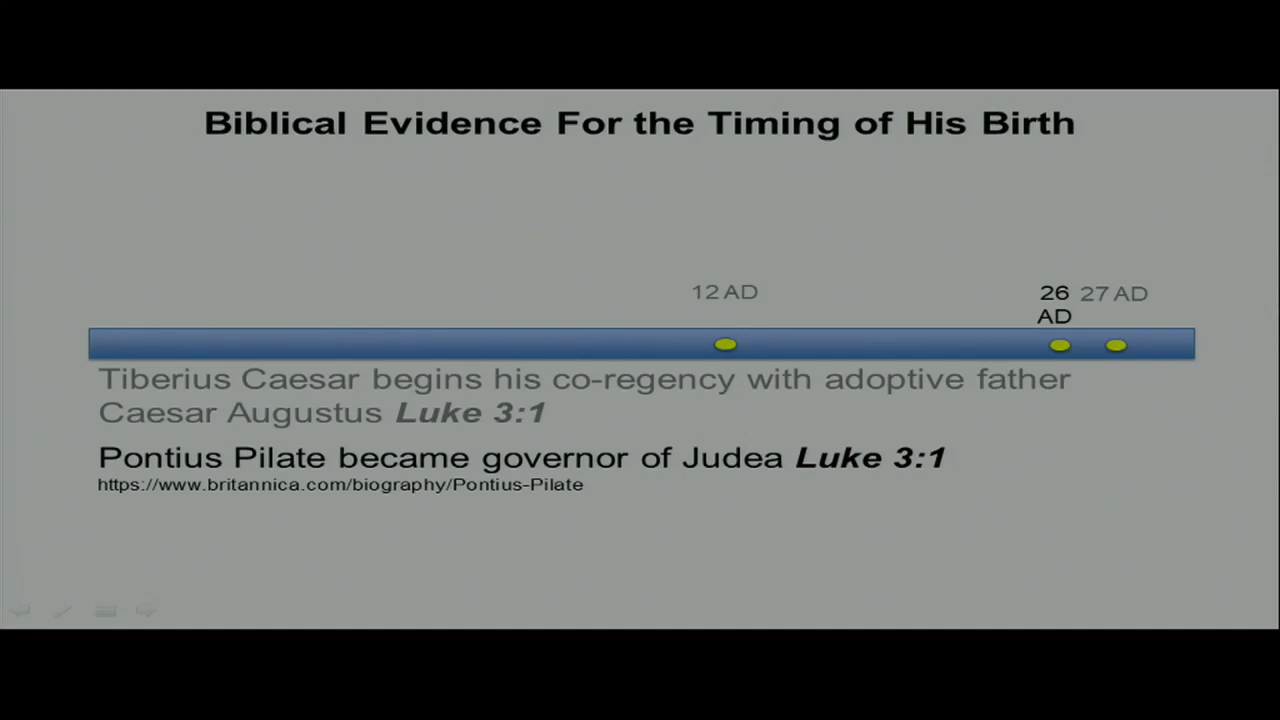 Biblical Evidence For the Timing of His Birth
12 AD
26
AD
27 AD
Tiberius Caesar begins his co-regency with adoptive father
Caesar Augustus Luke 3:1
Pontius Pilate became governor of Judea Luke 3:1
https://www.britannica.com/biography/Pontius-Pilate